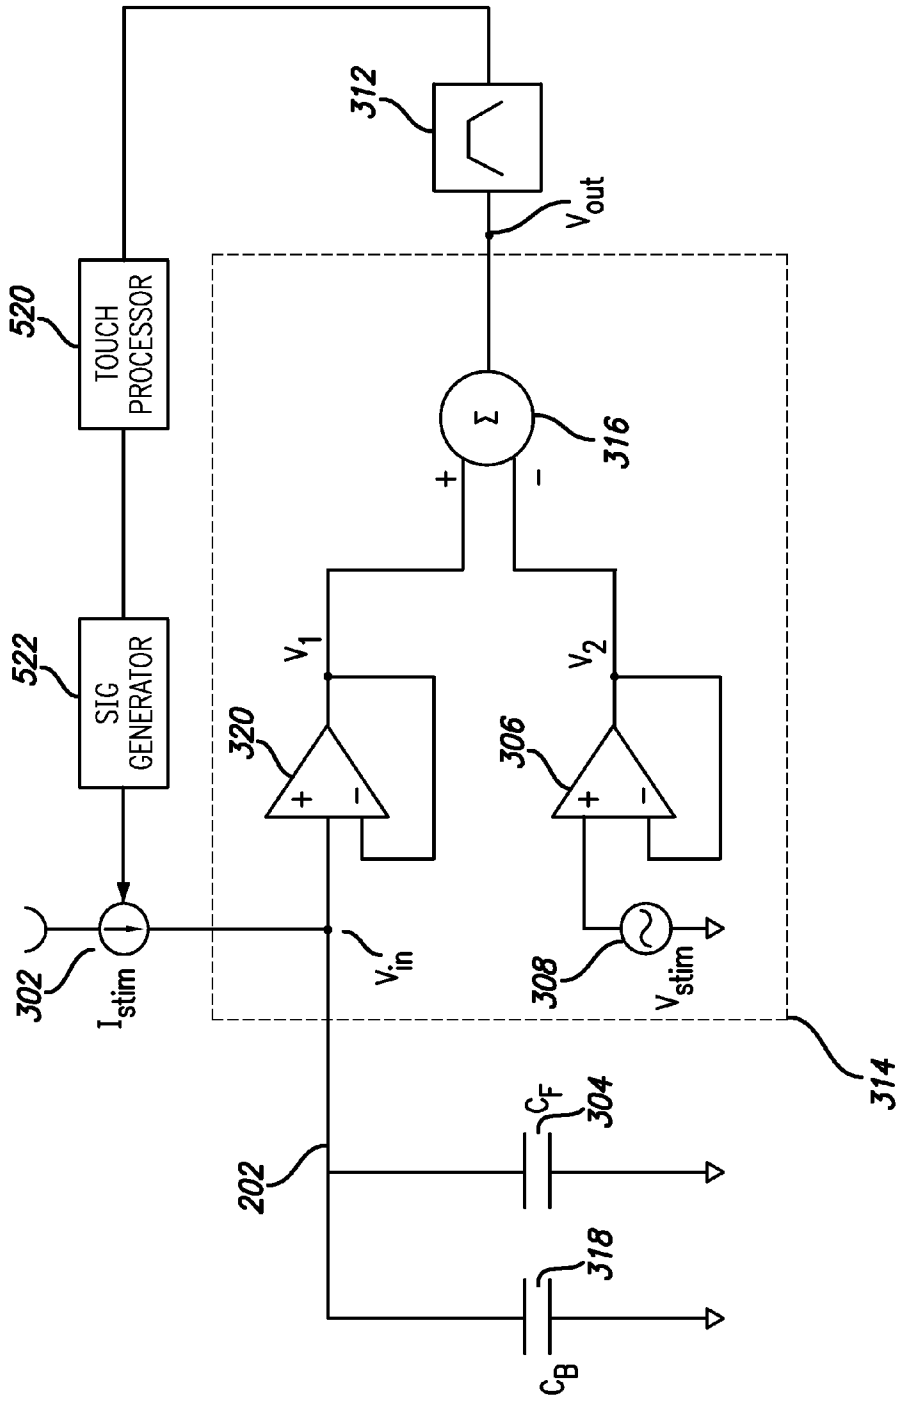 520
TOUCH
PROCESSOR
522
SIG
GENERATOR
302
I_stim
312
V_out
Σ
+
−
316
V_1
320
+
−
V_in
V_2
306
+
−
308
V_stim
314
202
C_F
304
318
C_B